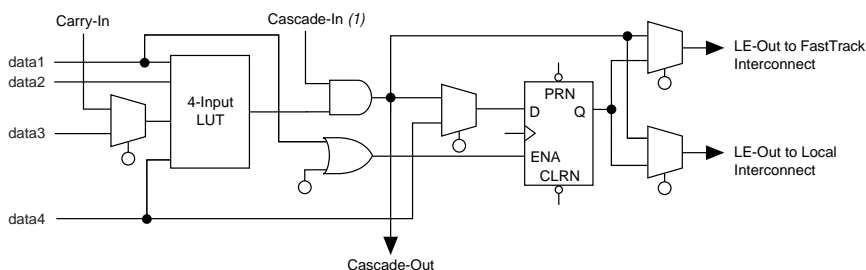 Carry-In
Cascade-In (1)
data1
data2
4-Input
LUT
data3
data4
PRN
D
Q
ENA
CLRN
LE-Out to FastTrack
Interconnect
LE-Out to Local
Interconnect
Cascade-Out